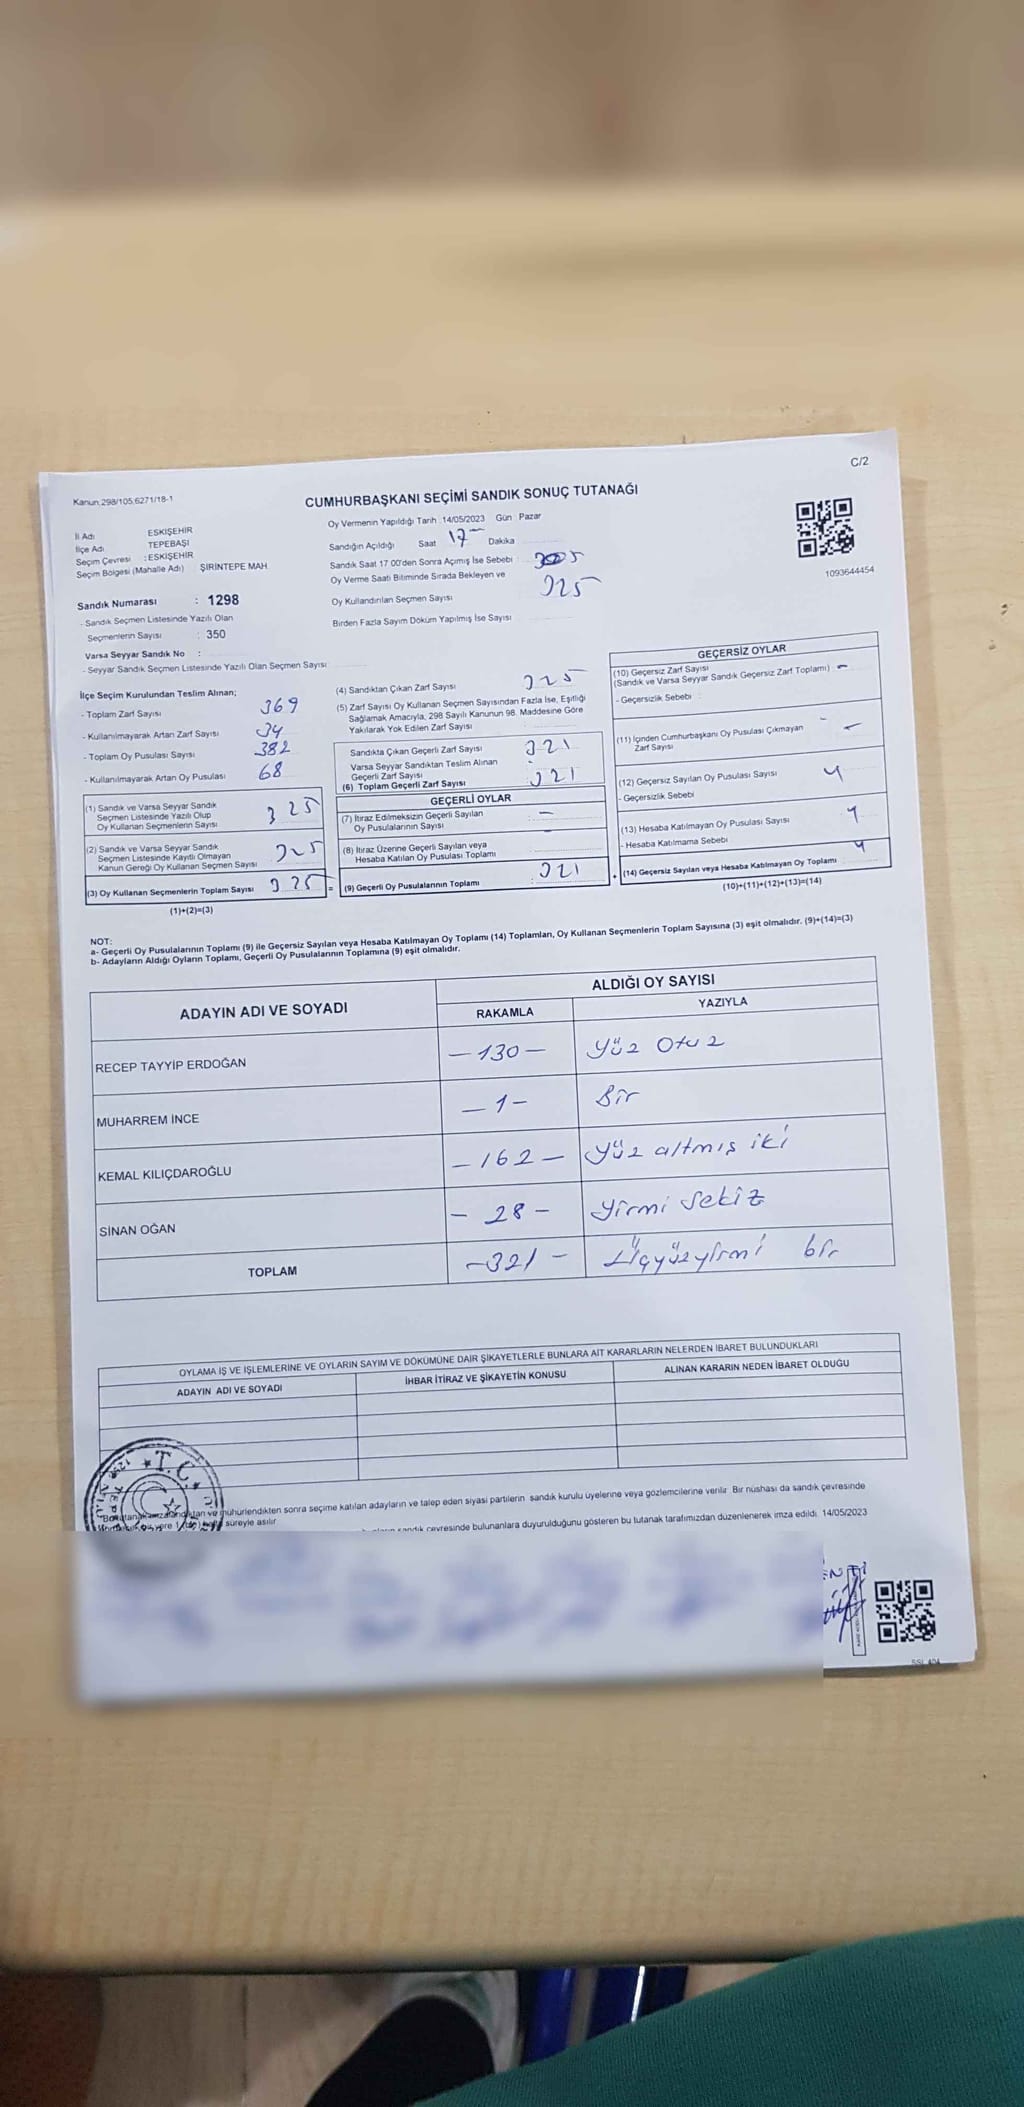 C/2
Kanun 298/105,6271/18-1
CUMHURBAŞKANI SEÇİMİ SANDIK SONUÇ TUTANAĞI
İl Adı ESKİŞEHİR
İlçe Adı TEPEBAŞI
Seçim Çevresi : ESKİŞEHİR
Seçim Bölgesi (Mahalle Adı) ŞİRİNTEPE MAH.
Oy Vermenin Yapıldığı Tarih : 14/05/2023 Gün : Pazar
Sandığın Açıldığı Saat 17 Dakika
Sandık Saat 17 00'den Sonra Açımış İse Sebebi :
Oy Verme Saati Bitiminde Sırada Bekleyen ve
Oy Kullandırılan Seçmen Sayısı 325
Birden Fazla Sayım Döküm Yapılmış İse Sayısı
1093644454
Sandık Numarası : 1298
- Sandık Seçmen Listesinde Yazılı Olan
Seçmenlerin Sayısı : 350
Varsa Seyyar Sandık No :
- Seyyar Sandık Seçmen Listesinde Yazılı Olan Seçmen Sayısı
İlçe Seçim Kurulundan Teslim Alınan;
- Toplam Zarf Sayısı 369
- Kullanılmayarak Artan Zarf Sayısı 34
- Toplam Oy Pusulası Sayısı 382
- Kullanılmayarak Artan Oy Pusulası 68
(1) Sandık ve Varsa Seyyar Sandık
Seçmen Listesinde Yazılı Olup
Oy Kullanan Seçmenlerin Sayısı 325
(2) Sandık ve Varsa Seyyar Sandık
Seçmen Listesinde Kayıtlı Olmayan
Kanun Gereği Oy Kullanan Seçmen Sayısı 325
(3) Oy Kullanan Seçmenlerin Toplam Sayısı 325 =
(1)+(2)=(3)
(4) Sandıktan Çıkan Zarf Sayısı 325
(5) Zarf Sayısı Oy Kullanan Seçmen Sayısından Fazla İse, Eşitliği
Sağlamak Amacıyla, 298 Sayılı Kanunun 98. Maddesine Göre
Yakılarak Yok Edilen Zarf Sayısı
Sandıkta Çıkan Geçerli Zarf Sayısı 321
Varsa Seyyar Sandıktan Teslim Alınan
Geçerli Zarf Sayısı
(6) Toplam Geçerli Zarf Sayısı : 321
GEÇERLİ OYLAR
(7) İtiraz Edilmeksizin Geçerli Sayılan
Oy Pusulalarının Sayısı : -
(8) İtiraz Üzerine Geçerli Sayılan veya
Hesaba Katılan Oy Pusulası Toplamı -
(9) Geçerli Oy Pusulalarının Toplamı : 321
GEÇERSİZ OYLAR
(10) Geçersiz Zarf Sayısı
(Sandık ve Varsa Seyyar Sandık Geçersiz Zarf Toplamı) -
- Geçersizlik Sebebi :
(11) İçinden Cumhurbaşkanı Oy Pusulası Çıkmayan
Zarf Sayısı -
(12) Geçersiz Sayılan Oy Pusulası Sayısı 4
- Geçersizlik Sebebi
(13) Hesaba Katılmayan Oy Pusulası Sayısı
- Hesaba Katılmama Sebebi
(14) Geçersiz Sayılan veya Hesaba Katılmayan Oy Toplamı 4
(10)+(11)+(12)+(13)=(14)
NOT:
a- Geçerli Oy Pusulalarının Toplamı (9) ile Geçersiz Sayılan veya Hesaba Katılmayan Oy Toplamı (14) Toplamları, Oy Kullanan Seçmenlerin Toplam Sayısına (3) eşit olmalıdır. (9)+(14)=(3)
b- Adayların Aldığı Oyların Toplamı, Geçerli Oy Pusulalarının Toplamına (9) eşit olmalıdır.
ADAYIN ADI VE SOYADI ALDIĞI OY SAYISI
RAKAMLA YAZIYLA
RECEP TAYYİP ERDOĞAN -130- Yüz Otuz
MUHARREM İNCE -1- Bir
KEMAL KILIÇDAROĞLU -162- Yüz altmış iki
SİNAN OĞAN - 28 - Yirmi Sekiz
TOPLAM -321- Üçyüzyirmi bir
OYLAMA İŞ VE İŞLEMLERİNE VE OYLARIN SAYIM VE DÖKÜMÜNE DAİR ŞİKAYETLERLE BUNLARA AİT KARARLARIN NELERDEN İBARET BULUNDUKLARI
ADAYIN ADI VE SOYADI İHBAR İTİRAZ VE ŞİKAYETİN KONUSU ALINAN KARARIN NEDEN İBARET OLDUĞU
T.C.
mühürlendikten sonra seçime katılan adayların ve talep eden siyasi partilerin sandık kurulu üyelerine veya gözlemcilerine verilir. Bir nüshası da sandık çevresinde
süreyle asılır.
sandık çevresinde bulunanlara duyurulduğunu gösteren bu tutanak tarafımızdan düzenlenerek imza edildi. 14/05/2023